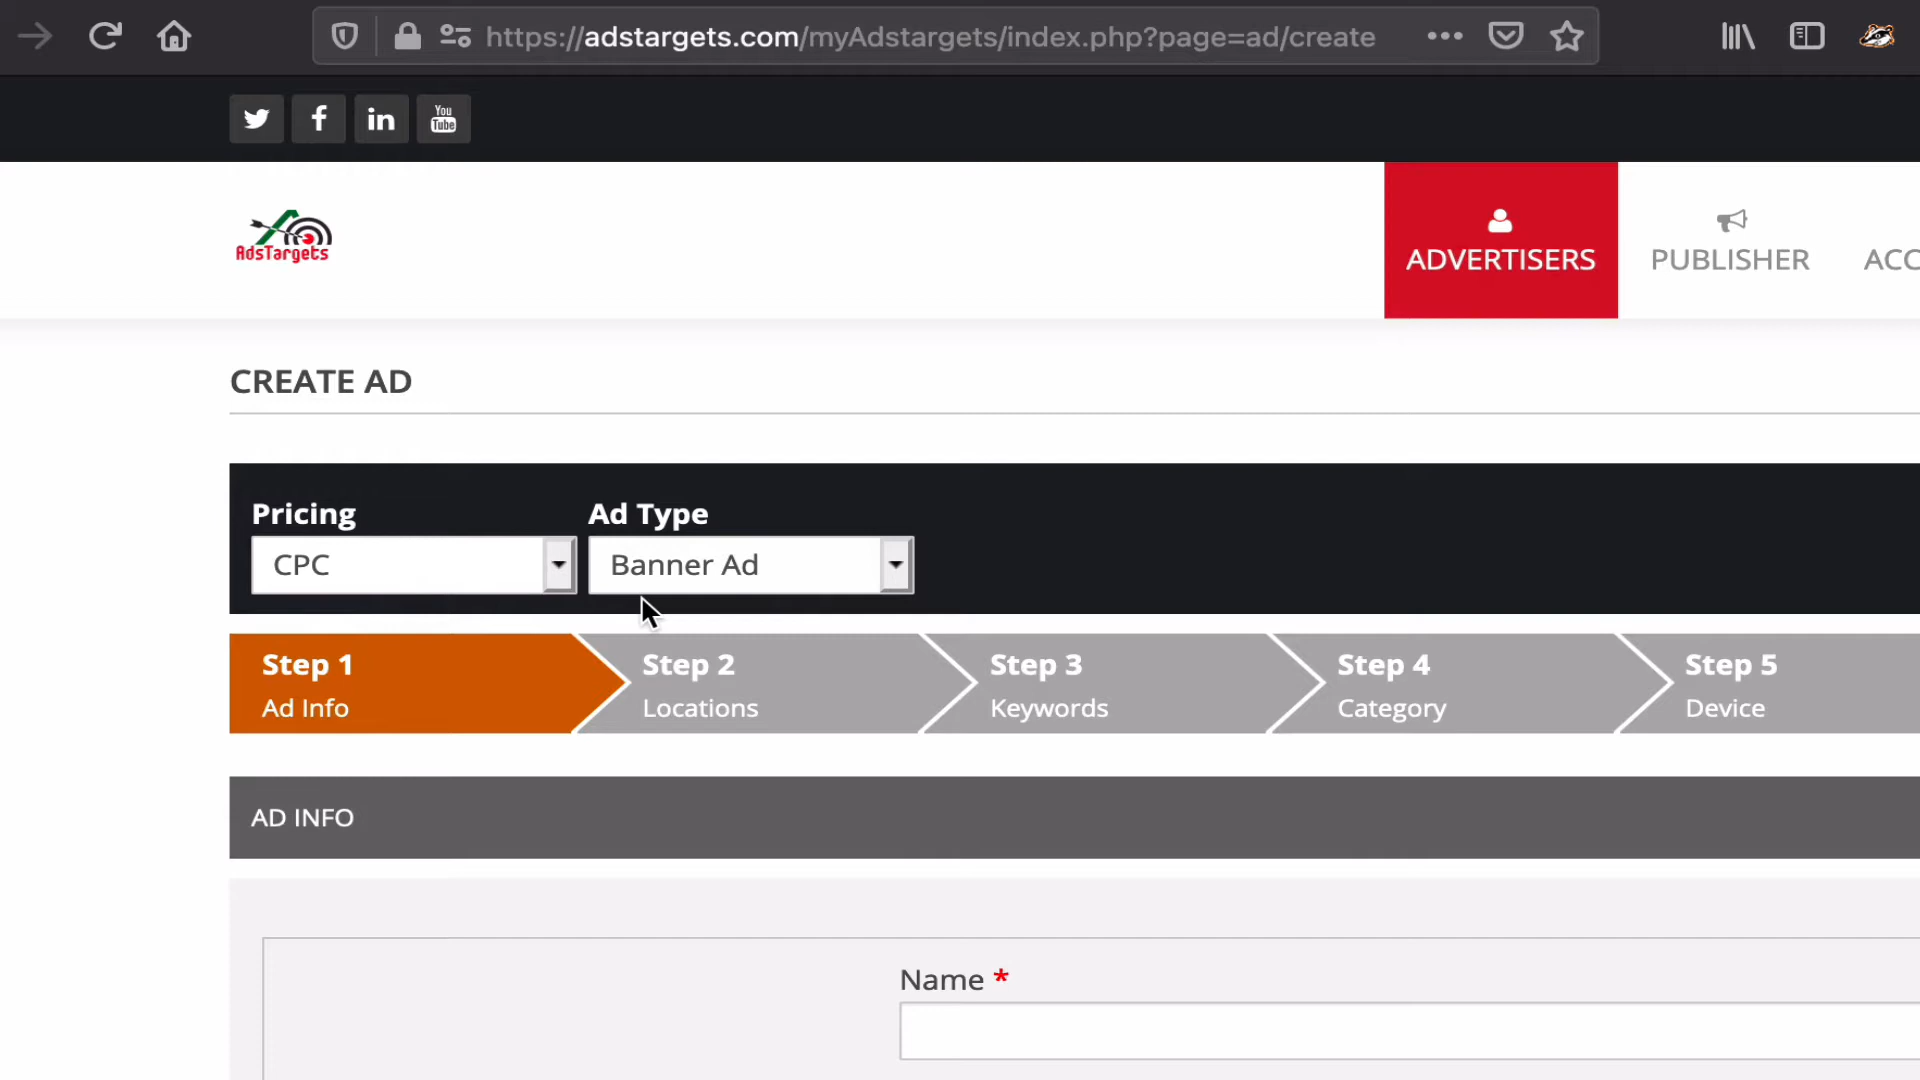 https://adstargets.com/myAdstargets/index.php?page=ad/create
You
Tube
AdsTargets
ADVERTISERS
PUBLISHER
ACC
CREATE AD
Pricing
Ad Type
CPC
Banner Ad
Step 1
Ad Info
Step 2
Locations
Step 3
Keywords
Step 4
Category
Step 5
Device
AD INFO
Name *